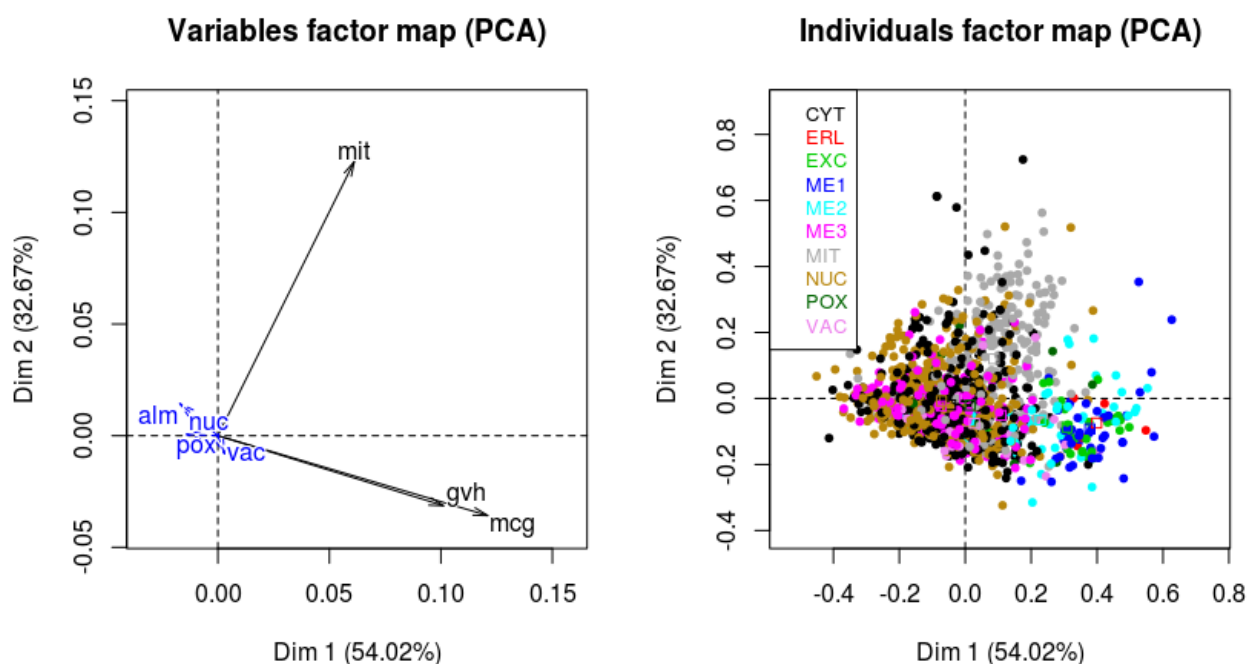 Variables factor map (PCA)
Dim 2 (32.67%)
0.15
0.10
0.05
0.00
-0.05
mit
alm
nuc
pox
vac
gvh
mcg
0.00 0.05 0.10 0.15
Dim 1 (54.02%)
Individuals factor map (PCA)
Dim 2 (32.67%)
0.8
0.6
0.4
0.2
0.0
-0.2
-0.4
CYT
ERL
EXC
ME1
ME2
ME3
MIT
NUC
POX
VAC
-0.4 -0.2 0.0 0.2 0.4 0.6 0.8
Dim 1 (54.02%)